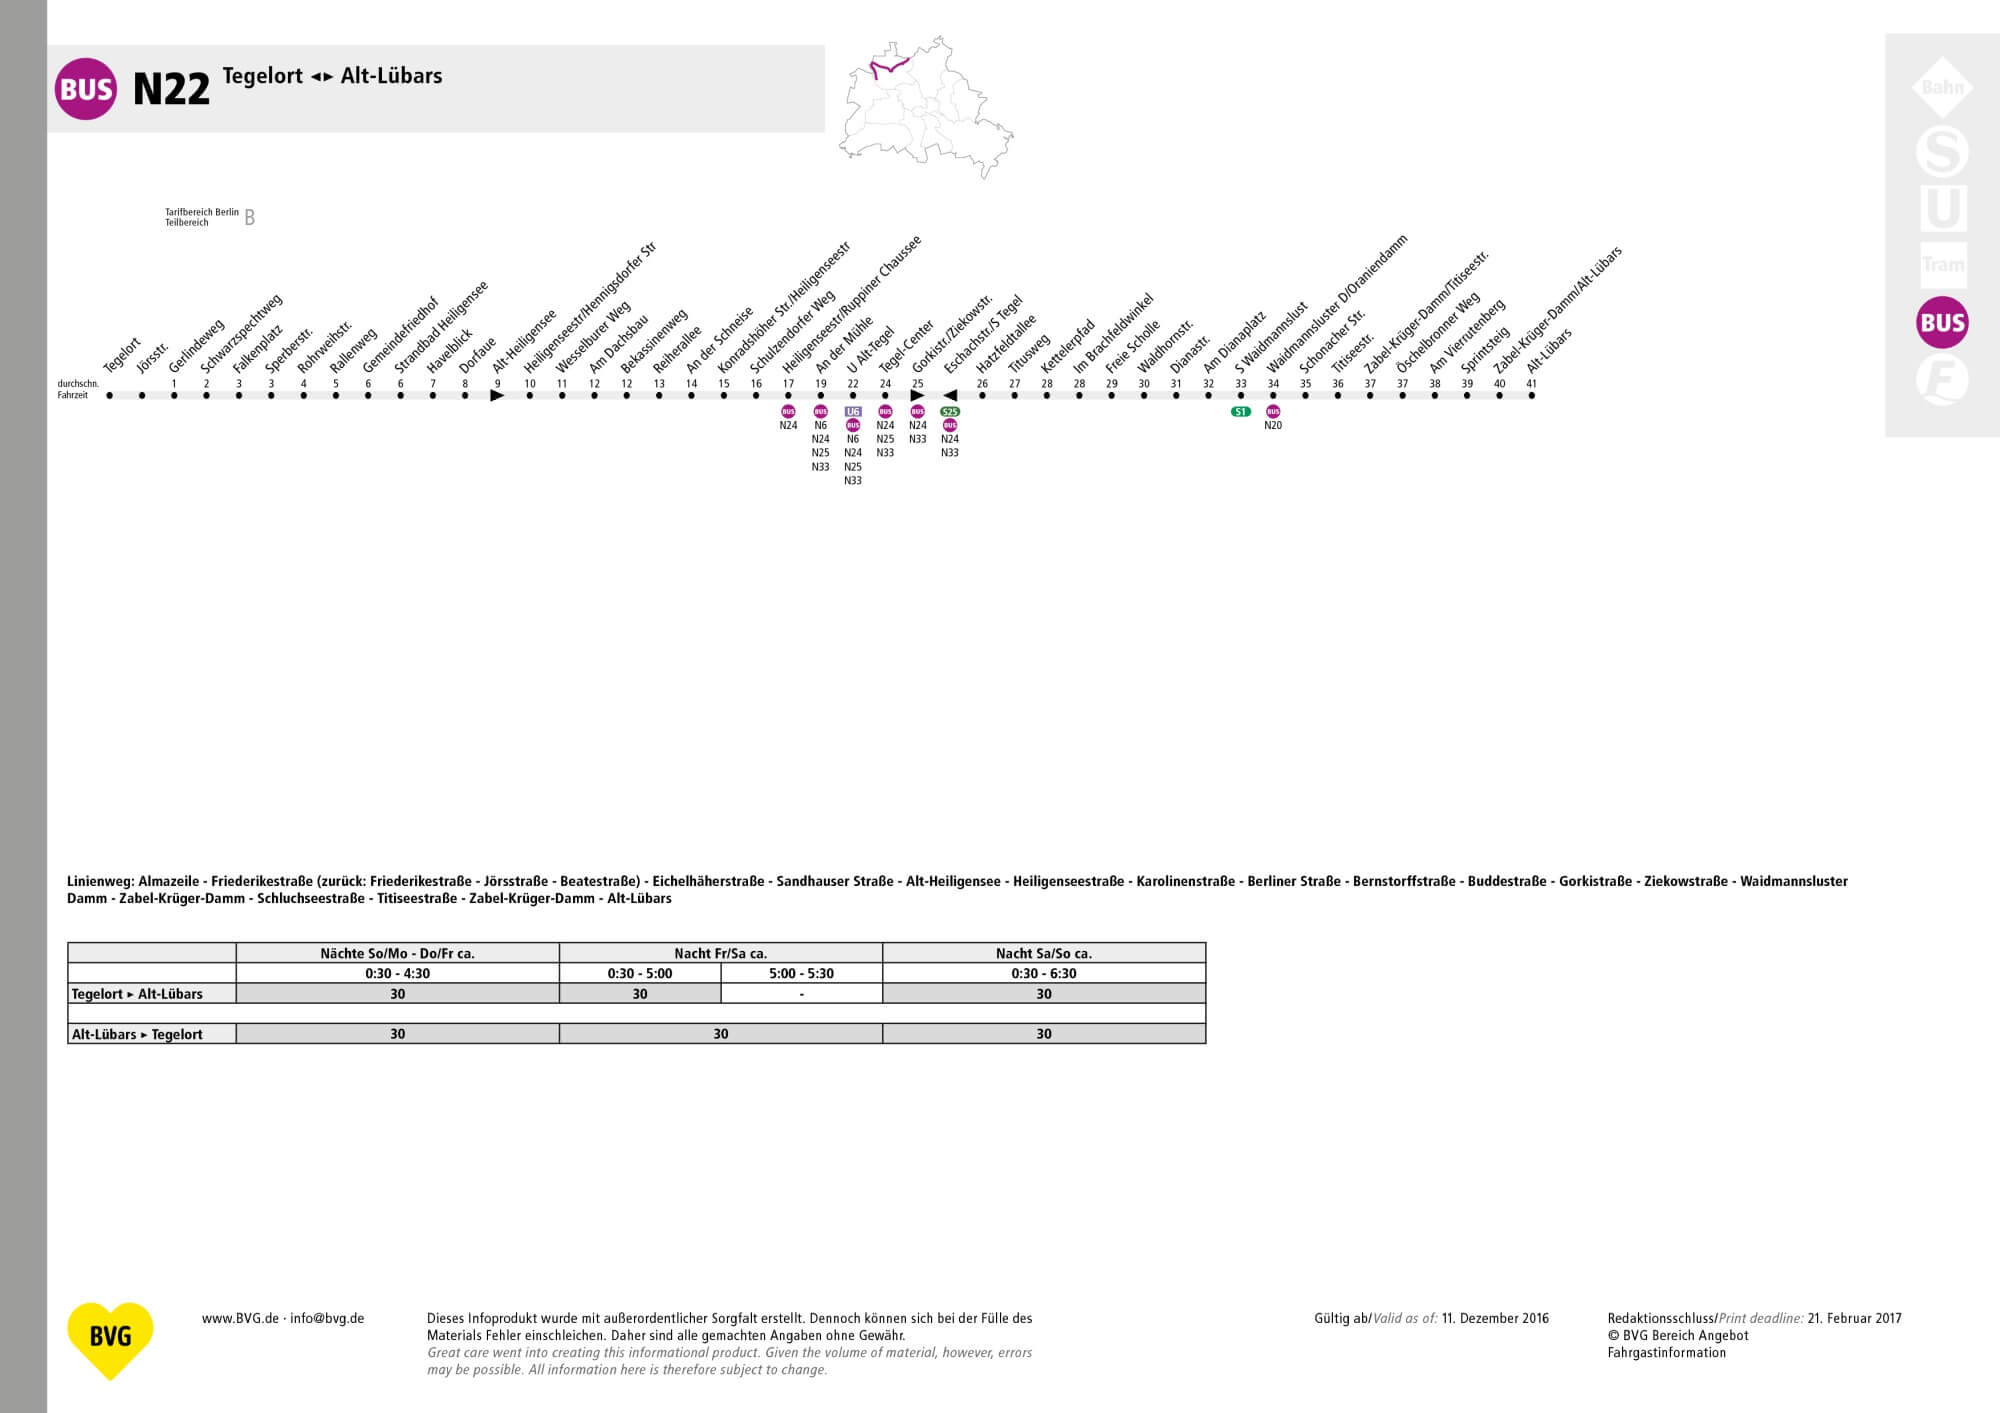 BUS N22 Tegelort ◂▸ Alt-Lübars
Bahn
S
U
Tram
BUS
F
Tarifbereich Berlin
Teilbereich B
Tegelort
Jörsstr.
Gerlindeweg
Schwarzspechtweg
Falkenplatz
Sperberstr.
Rohrweihstr.
Rallenweg
Gemeindefriedhof
Strandbad Heiligensee
Havelblick
Dorfaue
Alt-Heiligensee
Heiligenseestr/Hennigsdorfer Str
Wesselburer Weg
Am Dachsbau
Bekassinenweg
Reiherallee
An der Schneise
Konradshöher Str./Heiligenseestr
Schulzendorfer Weg
Heiligenseestr/Ruppiner Chaussee
An der Mühle
U Alt-Tegel
Tegel-Center
Gorkistr./Ziekowstr.
Eschachstr./S Tegel
Hatzfeldtallee
Titusweg
Kettelerpfad
Im Brachfeldwinkel
Freie Scholle
Waldhornstr.
Dianastr.
Am Dianaplatz
S Waidmannslust
Waidmannsluster D/Oraniendamm
Schonacher Str.
Titiseestr.
Zabel-Krüger-Damm/Titiseestr.
Öschelbronner Weg
Am Vierrutenberg
Sprintsteig
Zabel-Krüger-Damm/Alt-Lübars
Alt-Lübars
durchschn.
Fahrzeit
1 2 3 3 4 5 6 6 7 8 9 10 11 12 12 13 14 15 16 17 19 22 24 25 26 27 28 28 29 30 31 32 33 34 35 36 37 37 38 39 40 41
BUS BUS U6 BUS BUS S25 S1 BUS
N24 N6 BUS N24 N24 BUS N20
N24 N6 N25 N33 N24
N25 N24 N33 N33
N33 N25
N33
Linienweg: Almazeile - Friederikestraße (zurück: Friederikestraße - Jörsstraße - Beatestraße) - Eichelhäherstraße - Sandhauser Straße - Alt-Heiligensee - Heiligenseestraße - Karolinenstraße - Berliner Straße - Bernstorffstraße - Buddestraße - Gorkistraße - Ziekowstraße - Waidmannsluster
Damm - Zabel-Krüger-Damm - Schluchseestraße - Titiseestraße - Zabel-Krüger-Damm - Alt-Lübars
Nächte So/Mo - Do/Fr ca. Nacht Fr/Sa ca. Nacht Sa/So ca.
0:30 - 4:30 0:30 - 5:00 5:00 - 5:30 0:30 - 6:30
Tegelort ▸ Alt-Lübars 30 30 - 30
Alt-Lübars ▸ Tegelort 30 30 30
BVG
www.BVG.de · info@bvg.de
Dieses Infoprodukt wurde mit außerordentlicher Sorgfalt erstellt. Dennoch können sich bei der Fülle des
Materials Fehler einschleichen. Daher sind alle gemachten Angaben ohne Gewähr.
Great care went into creating this informational product. Given the volume of material, however, errors
may be possible. All information here is therefore subject to change.
Gültig ab/Valid as of: 11. Dezember 2016
Redaktionsschluss/Print deadline: 21. Februar 2017
© BVG Bereich Angebot
Fahrgastinformation